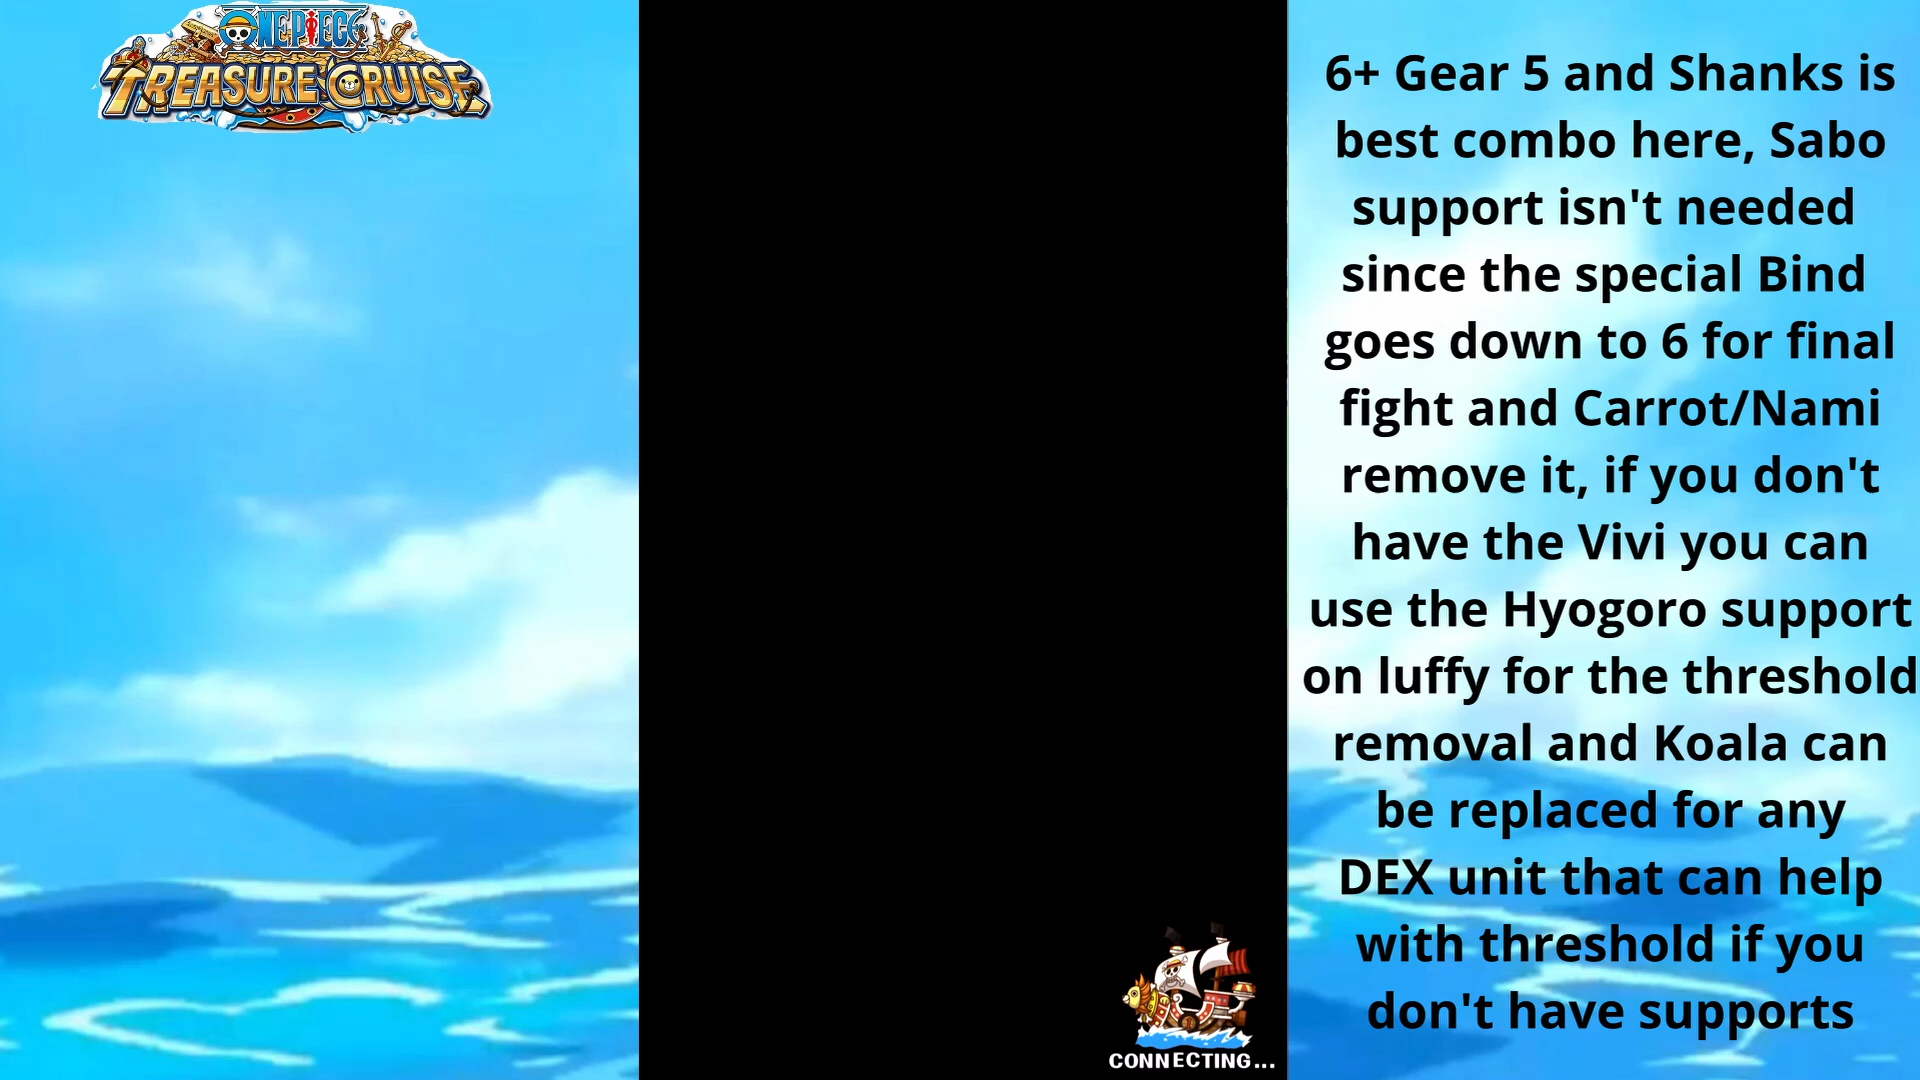 ONE PIECE
TREASURE CRUISE
6+ Gear 5 and Shanks is
best combo here, Sabo
support isn't needed
since the special Bind
goes down to 6 for final
fight and Carrot/Nami
remove it, if you don't
have the Vivi you can
use the Hyogoro support
on luffy for the threshold
removal and Koala can
be replaced for any
DEX unit that can help
with threshold if you
don't have supports
CONNECTING...